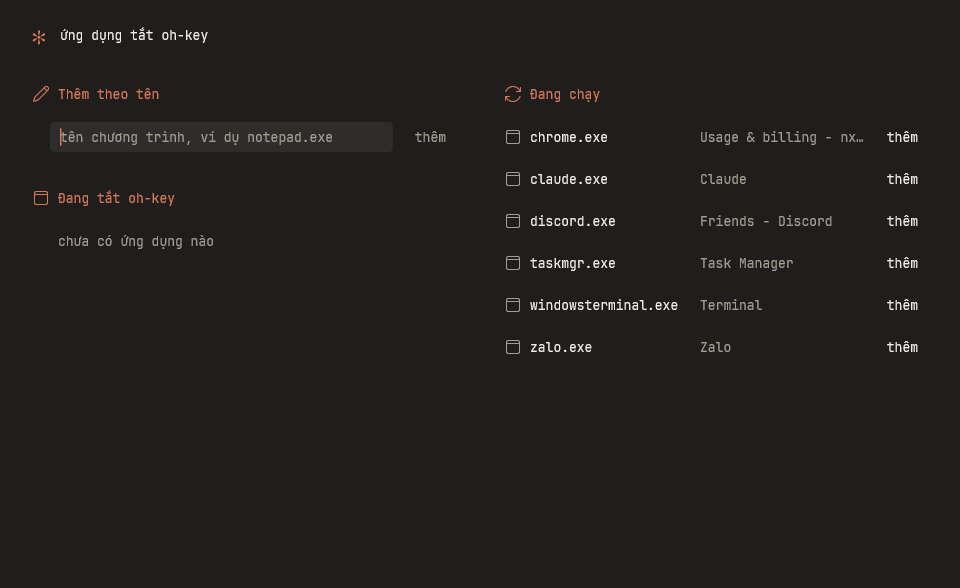 ứng dụng tắt oh-key
Thêm theo tên
tên chương trình, ví dụ notepad.exe thêm
Đang tắt oh-key
chưa có ứng dụng nào
Đang chạy
chrome.exe Usage & billing - nx… thêm
claude.exe Claude thêm
discord.exe Friends - Discord thêm
taskmgr.exe Task Manager thêm
windowsterminal.exe Terminal thêm
zalo.exe Zalo thêm